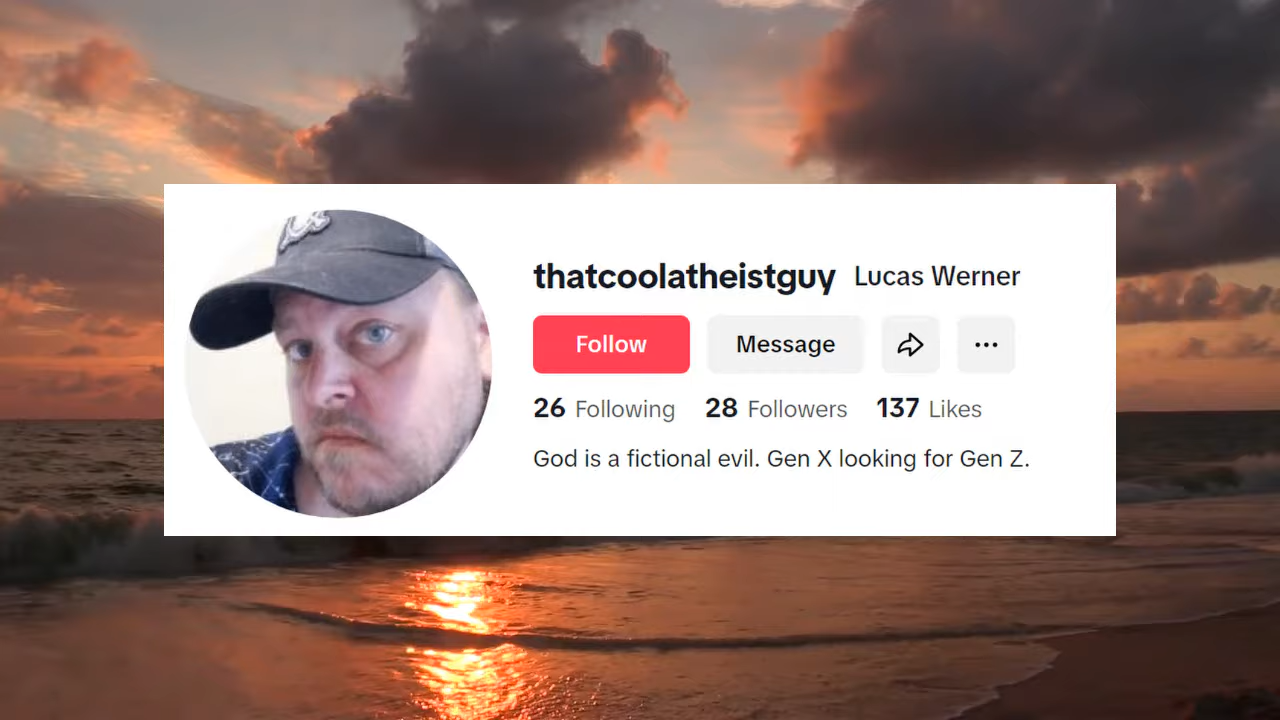 thatcoolatheistguy Lucas Werner
Follow Message
26 Following 28 Followers 137 Likes
God is a fictional evil. Gen X looking for Gen Z.